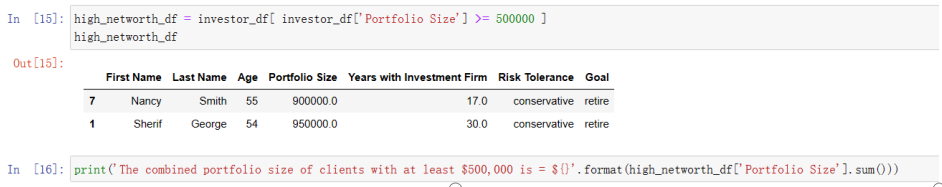 In [15]: high_networth_df = investor_df[ investor_df['Portfolio Size'] >= 500000 ]
high_networth_df
Out[15]:
First Name Last Name Age Portfolio Size Years with Investment Firm Risk Tolerance Goal
7 Nancy Smith 55 900000.0 17.0 conservative retire
1 Sherif George 54 950000.0 30.0 conservative retire
In [16]: print('The combined portfolio size of clients with at least $500,000 is = ${}'.format(high_networth_df['Portfolio Size'].sum()))